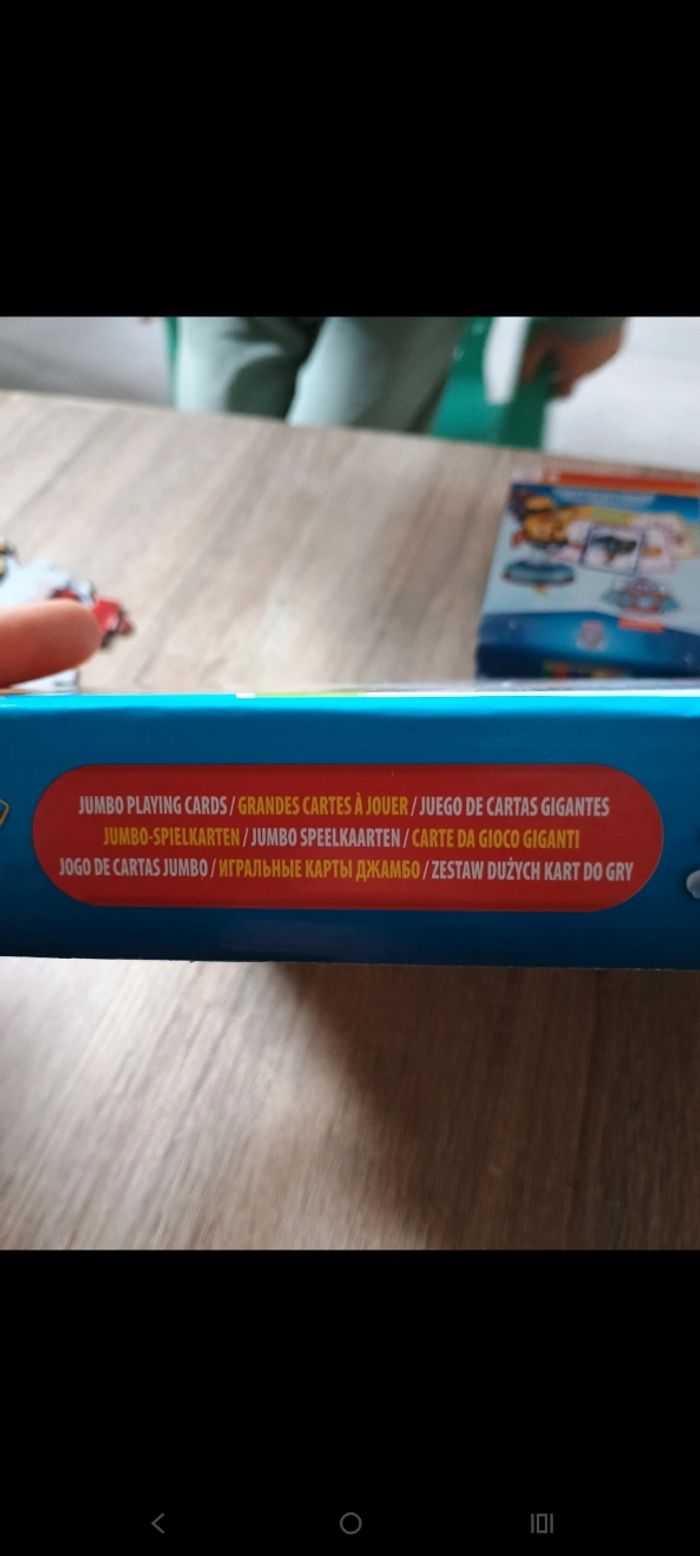 JUMBO PLAYING CARDS / GRANDES CARTES À JOUER / JUEGO DE CARTAS GIGANTES
JUMBO-SPIELKARTEN / JUMBO SPEELKAARTEN / CARTE DA GIOCO GIGANTI
JOGO DE CARTAS JUMBO / ИГРАЛЬНЫЕ КАРТЫ ДЖАМБО / ZESTAW DUŻYCH KART DO GRY